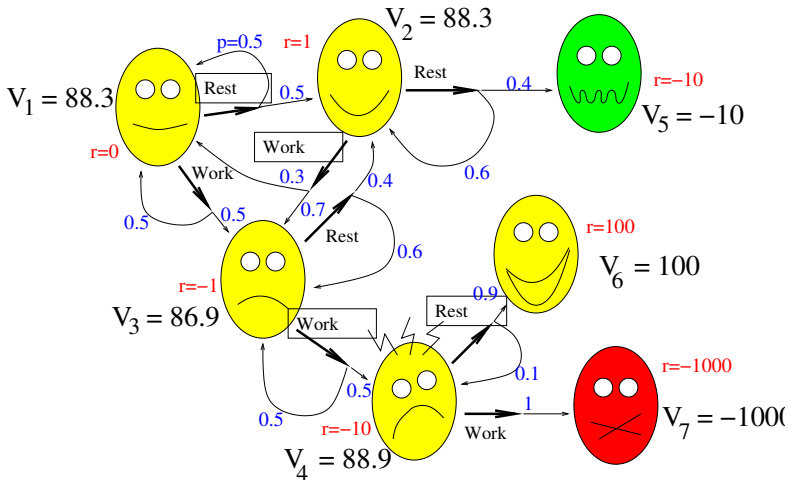 V2 = 88.3
p=0.5
r=1
Rest
Rest
r=−10
V1 = 88.3
0.5
0.4
V5 = −10
r=0
Work
Work
0.3
0.4
0.6
0.5
0.5
0.7
r=100
Rest
0.6
V6 = 100
r=−1
0.9
V3 = 86.9
Work
Rest
r=−1000
0.1
0.5
0.5
1
V7 = −1000
r=−10
Work
V4 = 88.9